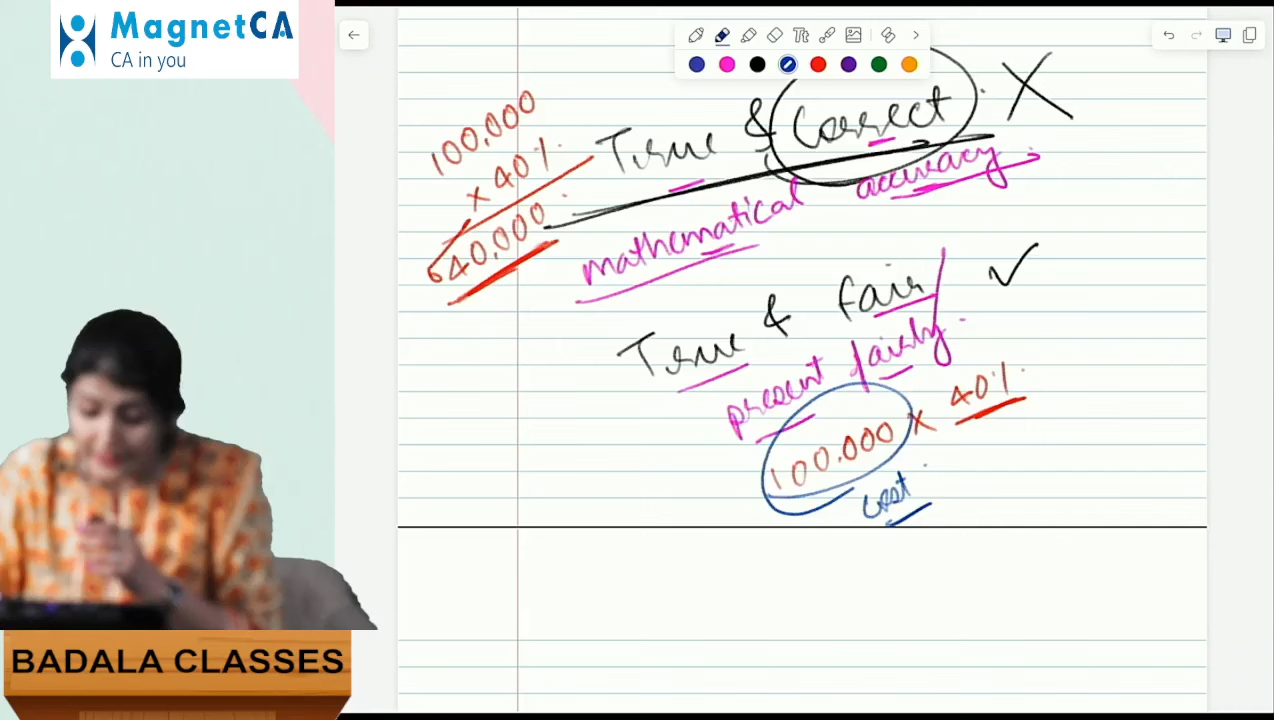 MagnetCA
CA in you
100,000
x 40%
640,000
True & Correct X
mathematical accuracy
True & fair ✓
present fairly
100.000 x 40%
cost
BADALA CLASSES